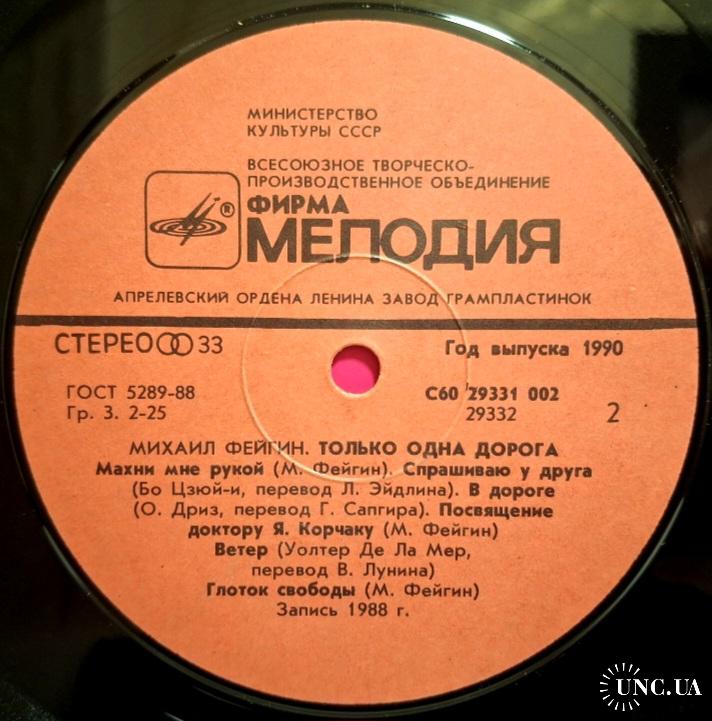 МИНИСТЕРСТВО
КУЛЬТУРЫ СССР
ВСЕСОЮЗНОЕ ТВОРЧЕСКО-
ПРОИЗВОДСТВЕННОЕ ОБЪЕДИНЕНИЕ
ФИРМА
®
МЕЛОДИЯ
АПРЕЛЕВСКИЙ ОРДЕНА ЛЕНИНА ЗАВОД ГРАМПЛАСТИНОК
СТЕРЕО 33
Год выпуска 1990
ГОСТ 5289-88
Гр. 3. 2-25
С60 29331 002
29332
2
МИХАИЛ ФЕЙГИН. ТОЛЬКО ОДНА ДОРОГА
Махни мне рукой (М. Фейгин). Спрашиваю у друга
(Бо Цзюй-и, перевод Л. Эйдлина). В дороге
(О. Дриз, перевод Г. Сапгира). Посвящение
доктору Я. Корчаку (М. Фейгин)
Ветер (Уолтер Де Ла Мер,
перевод В. Лунина)
Глоток свободы (М. Фейгин)
Запись 1988 г.
UNC.UA